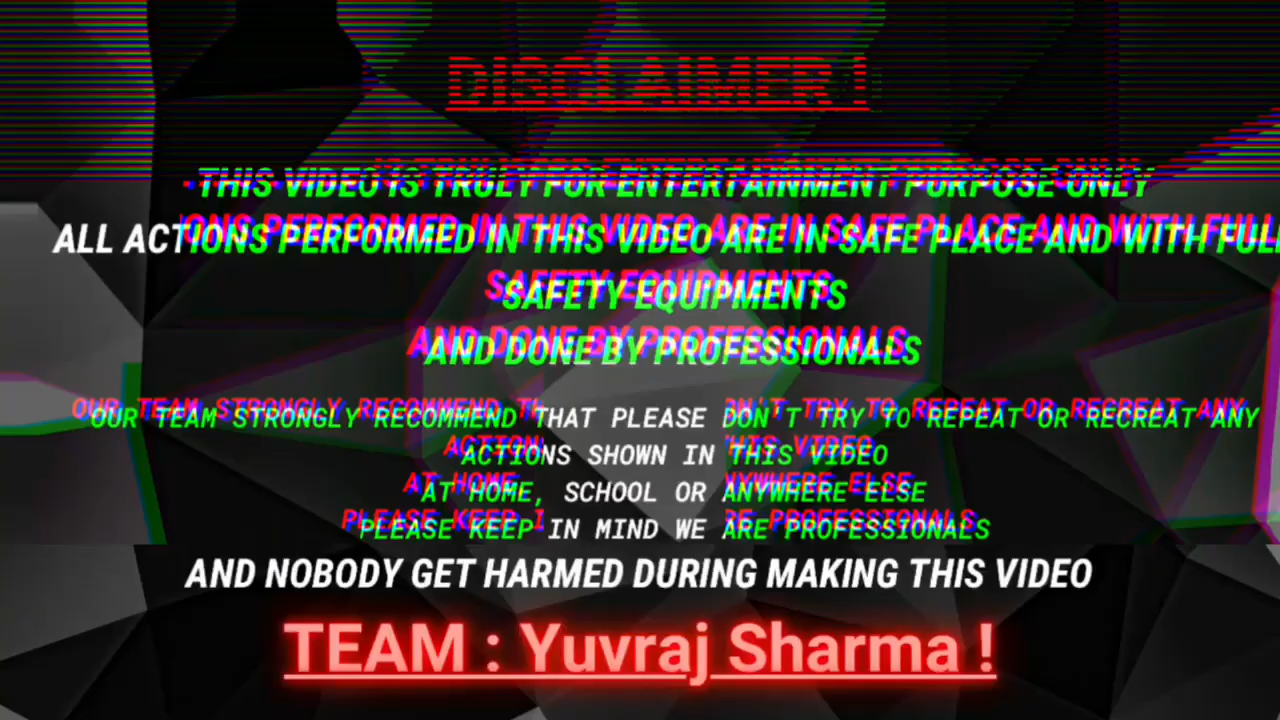 DISCLAIMER !
THIS VIDEO IS TRULY FOR ENTERTAINMENT PURPOSE ONLY
ALL ACTIONS PERFORMED IN THIS VIDEO ARE IN SAFE PLACE AND WITH FULL
SAFETY EQUIPMENTS
AND DONE BY PROFESSIONALS
OUR TEAM STRONGLY RECOMMEND THAT PLEASE DON'T TRY TO REPEAT OR RECREAT ANY
ACTIONS SHOWN IN THIS VIDEO
AT HOME, SCHOOL OR ANYWHERE ELSE
PLEASE KEEP IN MIND WE ARE PROFESSIONALS
AND NOBODY GET HARMED DURING MAKING THIS VIDEO
TEAM : Yuvraj Sharma !